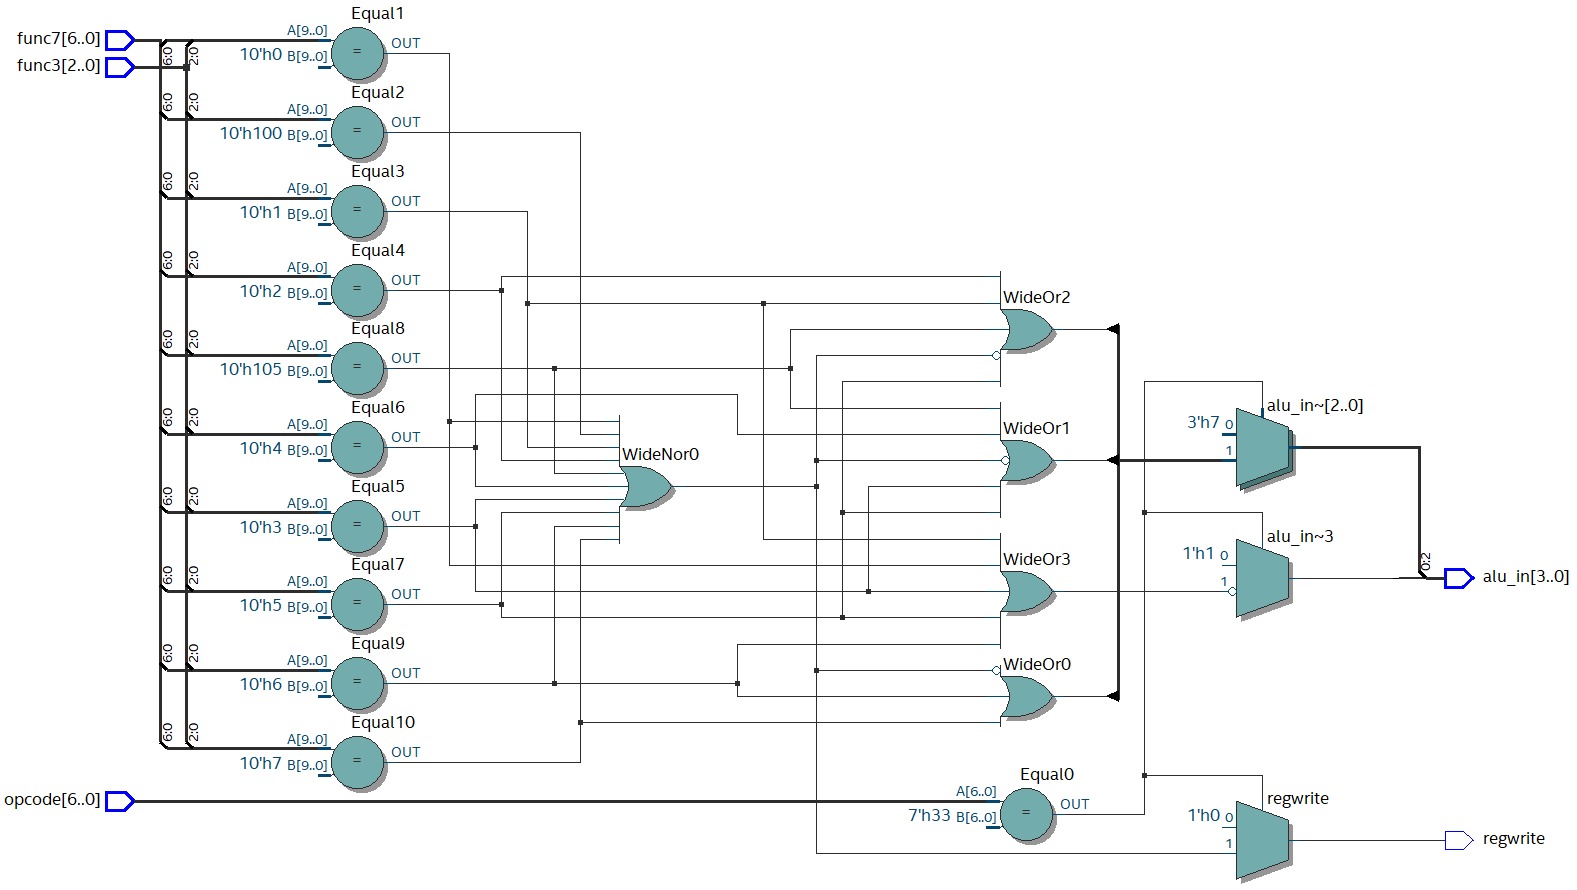 func7[6..0]
func3[2..0]
6:0
2:0
Equal1
A[9..0]
10'h0 B[9..0]
=
OUT
6:0
2:0
Equal2
A[9..0]
10'h100 B[9..0]
=
OUT
6:0
2:0
Equal3
A[9..0]
10'h1 B[9..0]
=
OUT
6:0
2:0
Equal4
A[9..0]
10'h2 B[9..0]
=
OUT
6:0
2:0
Equal8
A[9..0]
10'h105 B[9..0]
=
OUT
6:0
2:0
Equal6
A[9..0]
10'h4 B[9..0]
=
OUT
6:0
2:0
Equal5
A[9..0]
10'h3 B[9..0]
=
OUT
6:0
2:0
Equal7
A[9..0]
10'h5 B[9..0]
=
OUT
6:0
2:0
Equal9
A[9..0]
10'h6 B[9..0]
=
OUT
6:0
2:0
Equal10
A[9..0]
10'h7 B[9..0]
=
OUT
opcode[6..0]
WideNor0
WideOr2
WideOr1
WideOr3
WideOr0
Equal0
A[6..0]
7'h33 B[6..0]
=
OUT
alu_in~[2..0]
3'h7 0
1
alu_in~3
1'h1 0
1
regwrite
1'h0 0
1
0:2
alu_in[3..0]
regwrite